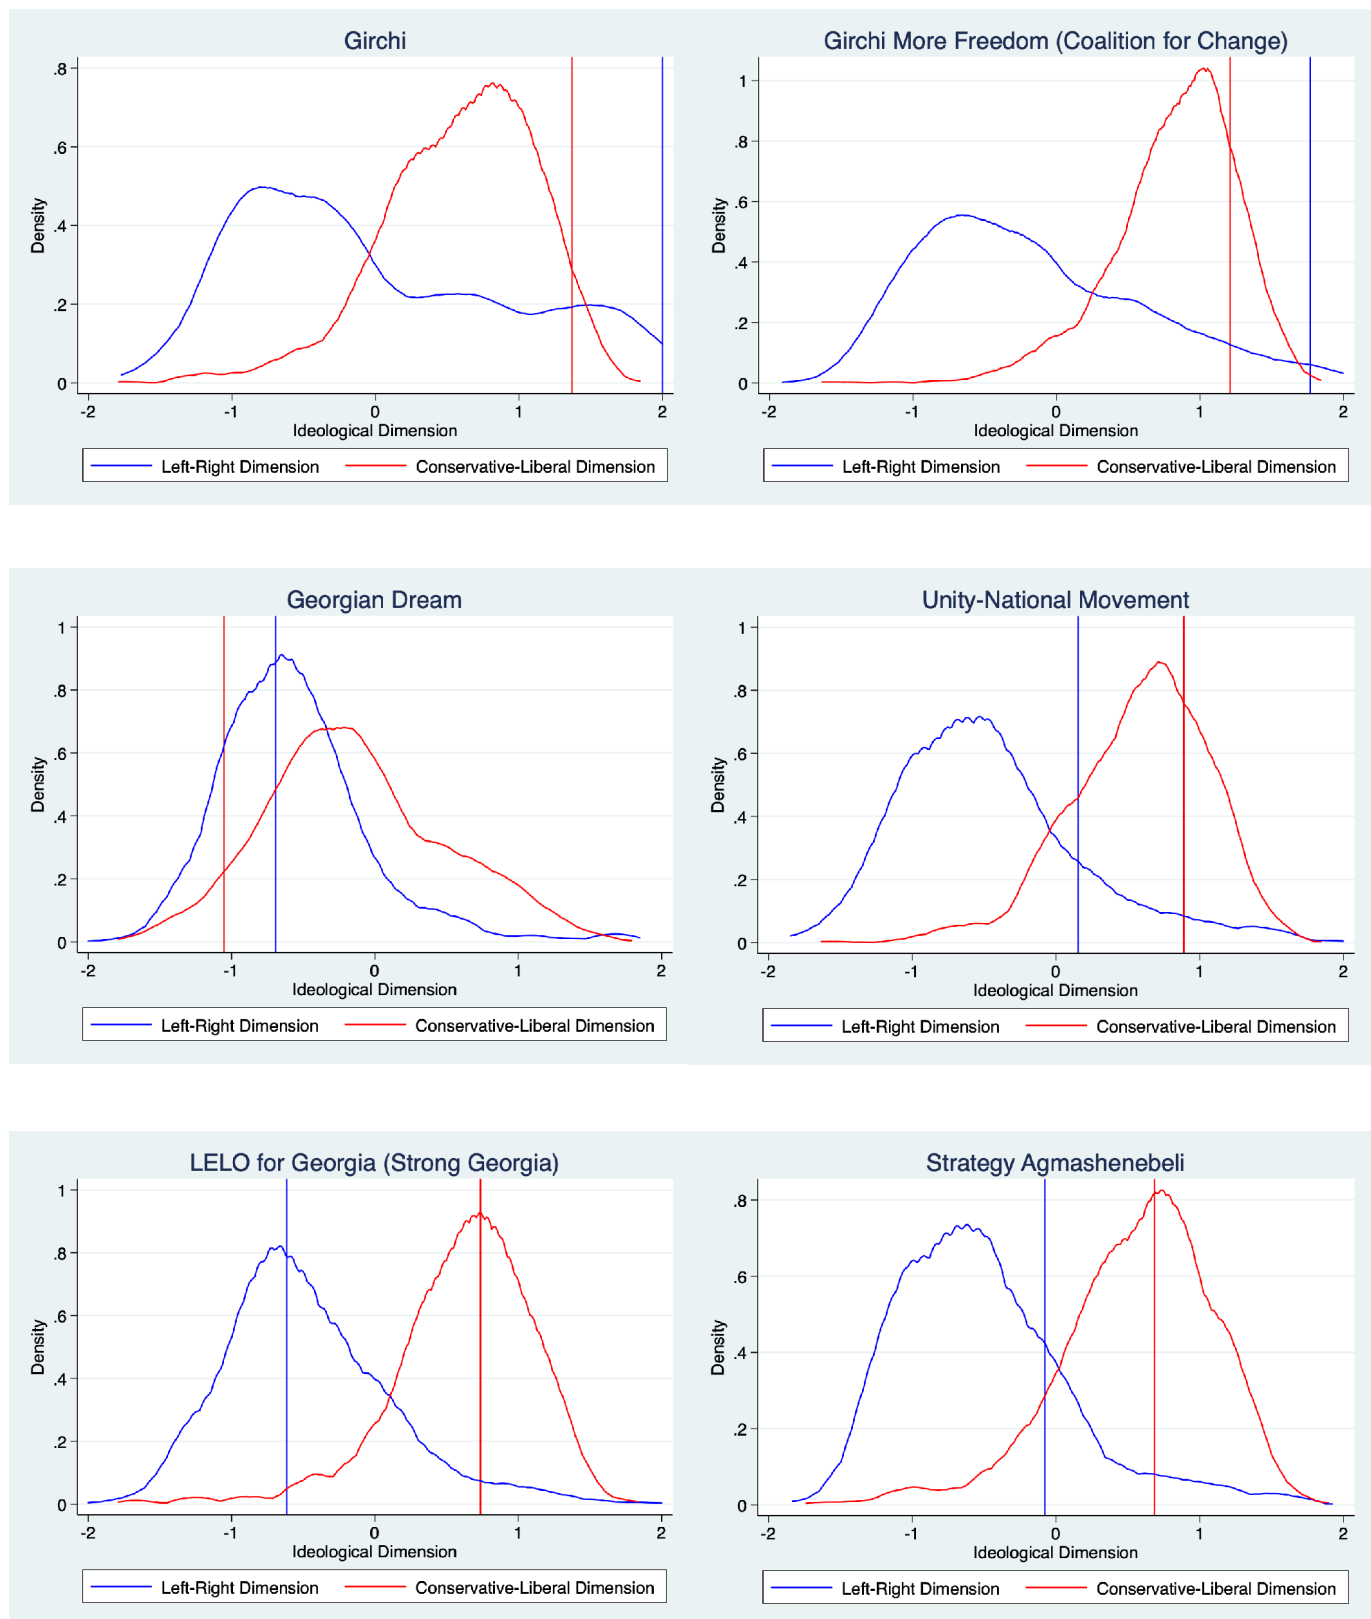 Girchi
Density
.8
.6
.4
.2
0
-2 -1 0 1 2
Ideological Dimension
Left-Right Dimension Conservative-Liberal Dimension
Girchi More Freedom (Coalition for Change)
Density
1
.8
.6
.4
.2
0
-2 -1 0 1 2
Ideological Dimension
Left-Right Dimension Conservative-Liberal Dimension
Georgian Dream
Density
1
.8
.6
.4
.2
0
-2 -1 0 1 2
Ideological Dimension
Left-Right Dimension Conservative-Liberal Dimension
Unity-National Movement
Density
1
.8
.6
.4
.2
0
-2 -1 0 1 2
Ideological Dimension
Left-Right Dimension Conservative-Liberal Dimension
LELO for Georgia (Strong Georgia)
Density
1
.8
.6
.4
.2
0
-2 -1 0 1 2
Ideological Dimension
Left-Right Dimension Conservative-Liberal Dimension
Strategy Agmashenebeli
Density
.8
.6
.4
.2
0
-2 -1 0 1 2
Ideological Dimension
Left-Right Dimension Conservative-Liberal Dimension